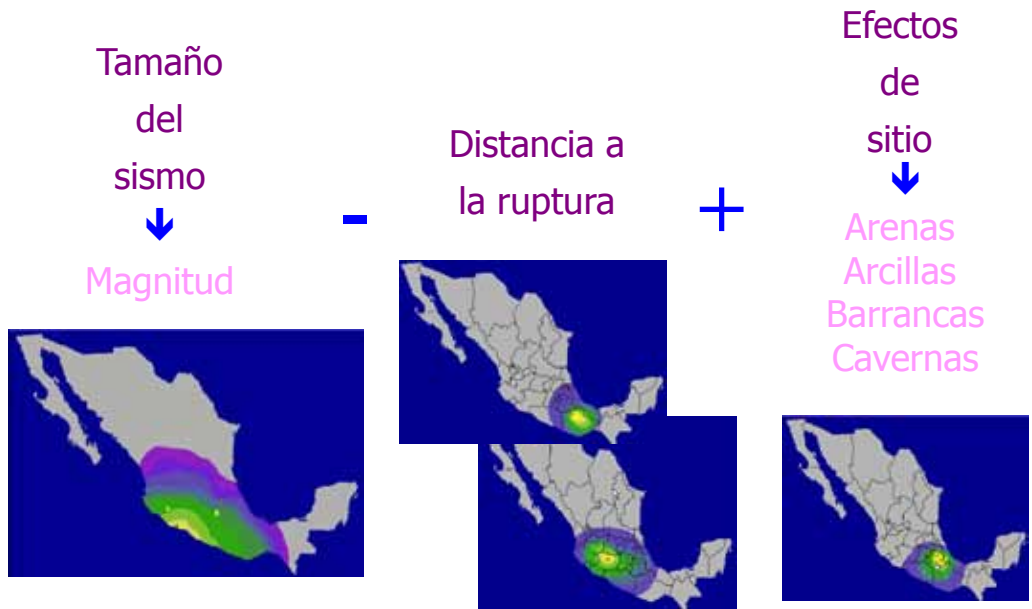 Tamaño
del
sismo
Magnitud
-
Distancia a
la ruptura
+
Efectos
de
sitio
Arenas
Arcillas
Barrancas
Cavernas